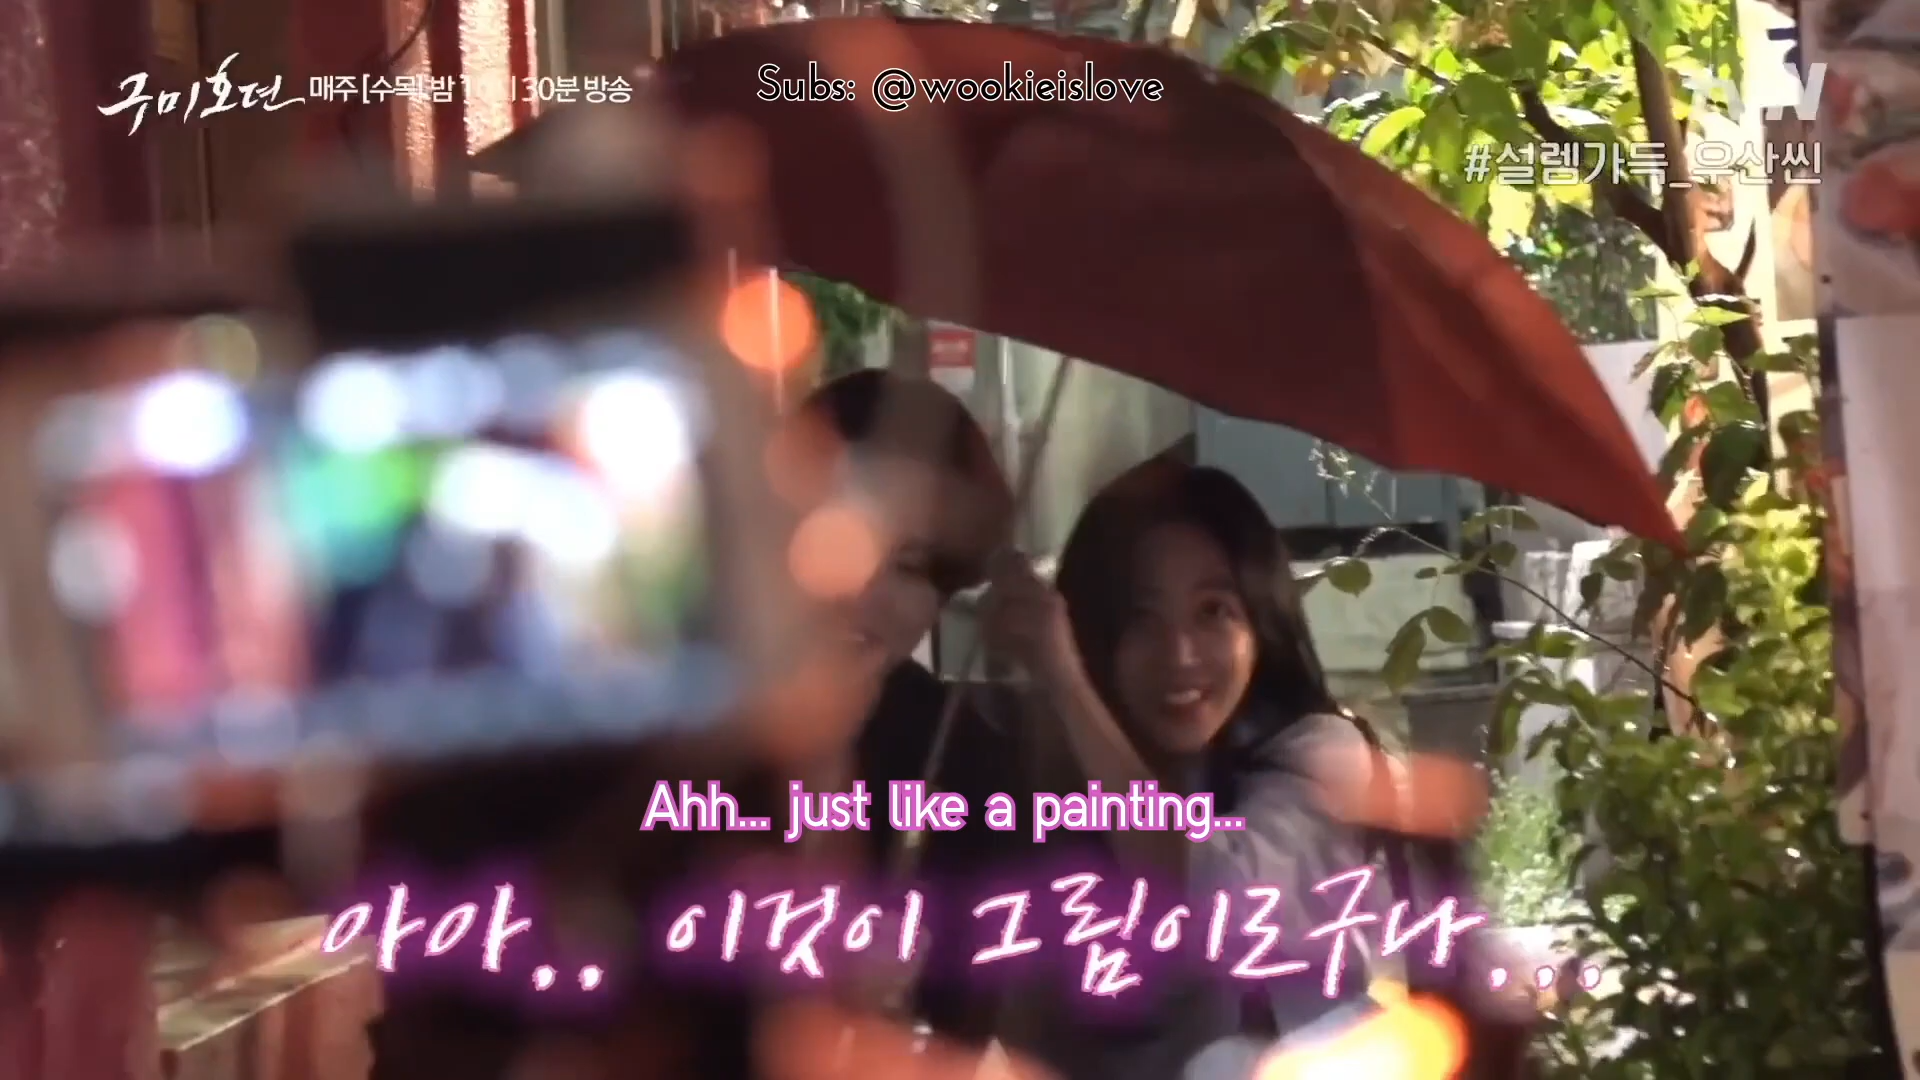 구미호뎐 매주 [수목] 밤 30분 방송
Subs: @wookieislove
tvN
#설렘가득_우산씬
Ahh... just like a painting...
아아.. 이것이 그림이로구나...